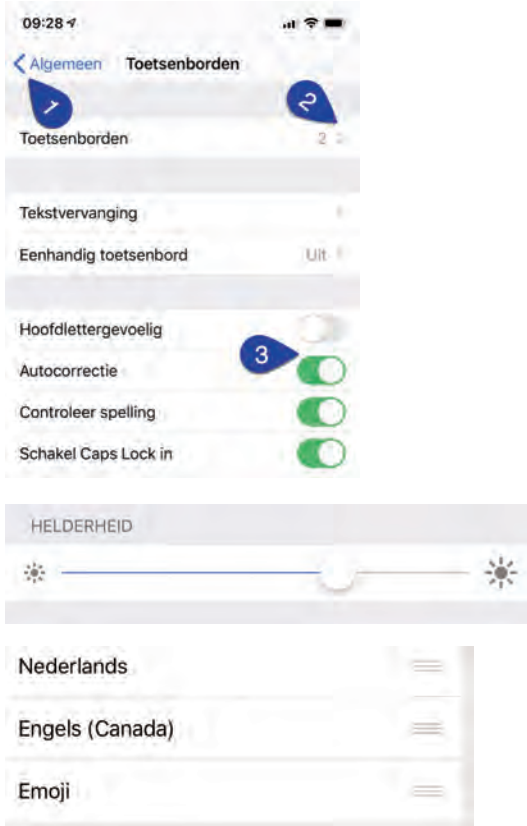 09:28
Algemeen Toetsenborden
1
2
Toetsenborden 2
Tekstvervanging
Eenhandig toetsenbord Uit
Hoofdlettergevoelig
3
Autocorrectie
Controleer spelling
Schakel Caps Lock in
HELDERHEID
Nederlands
Engels (Canada)
Emoji